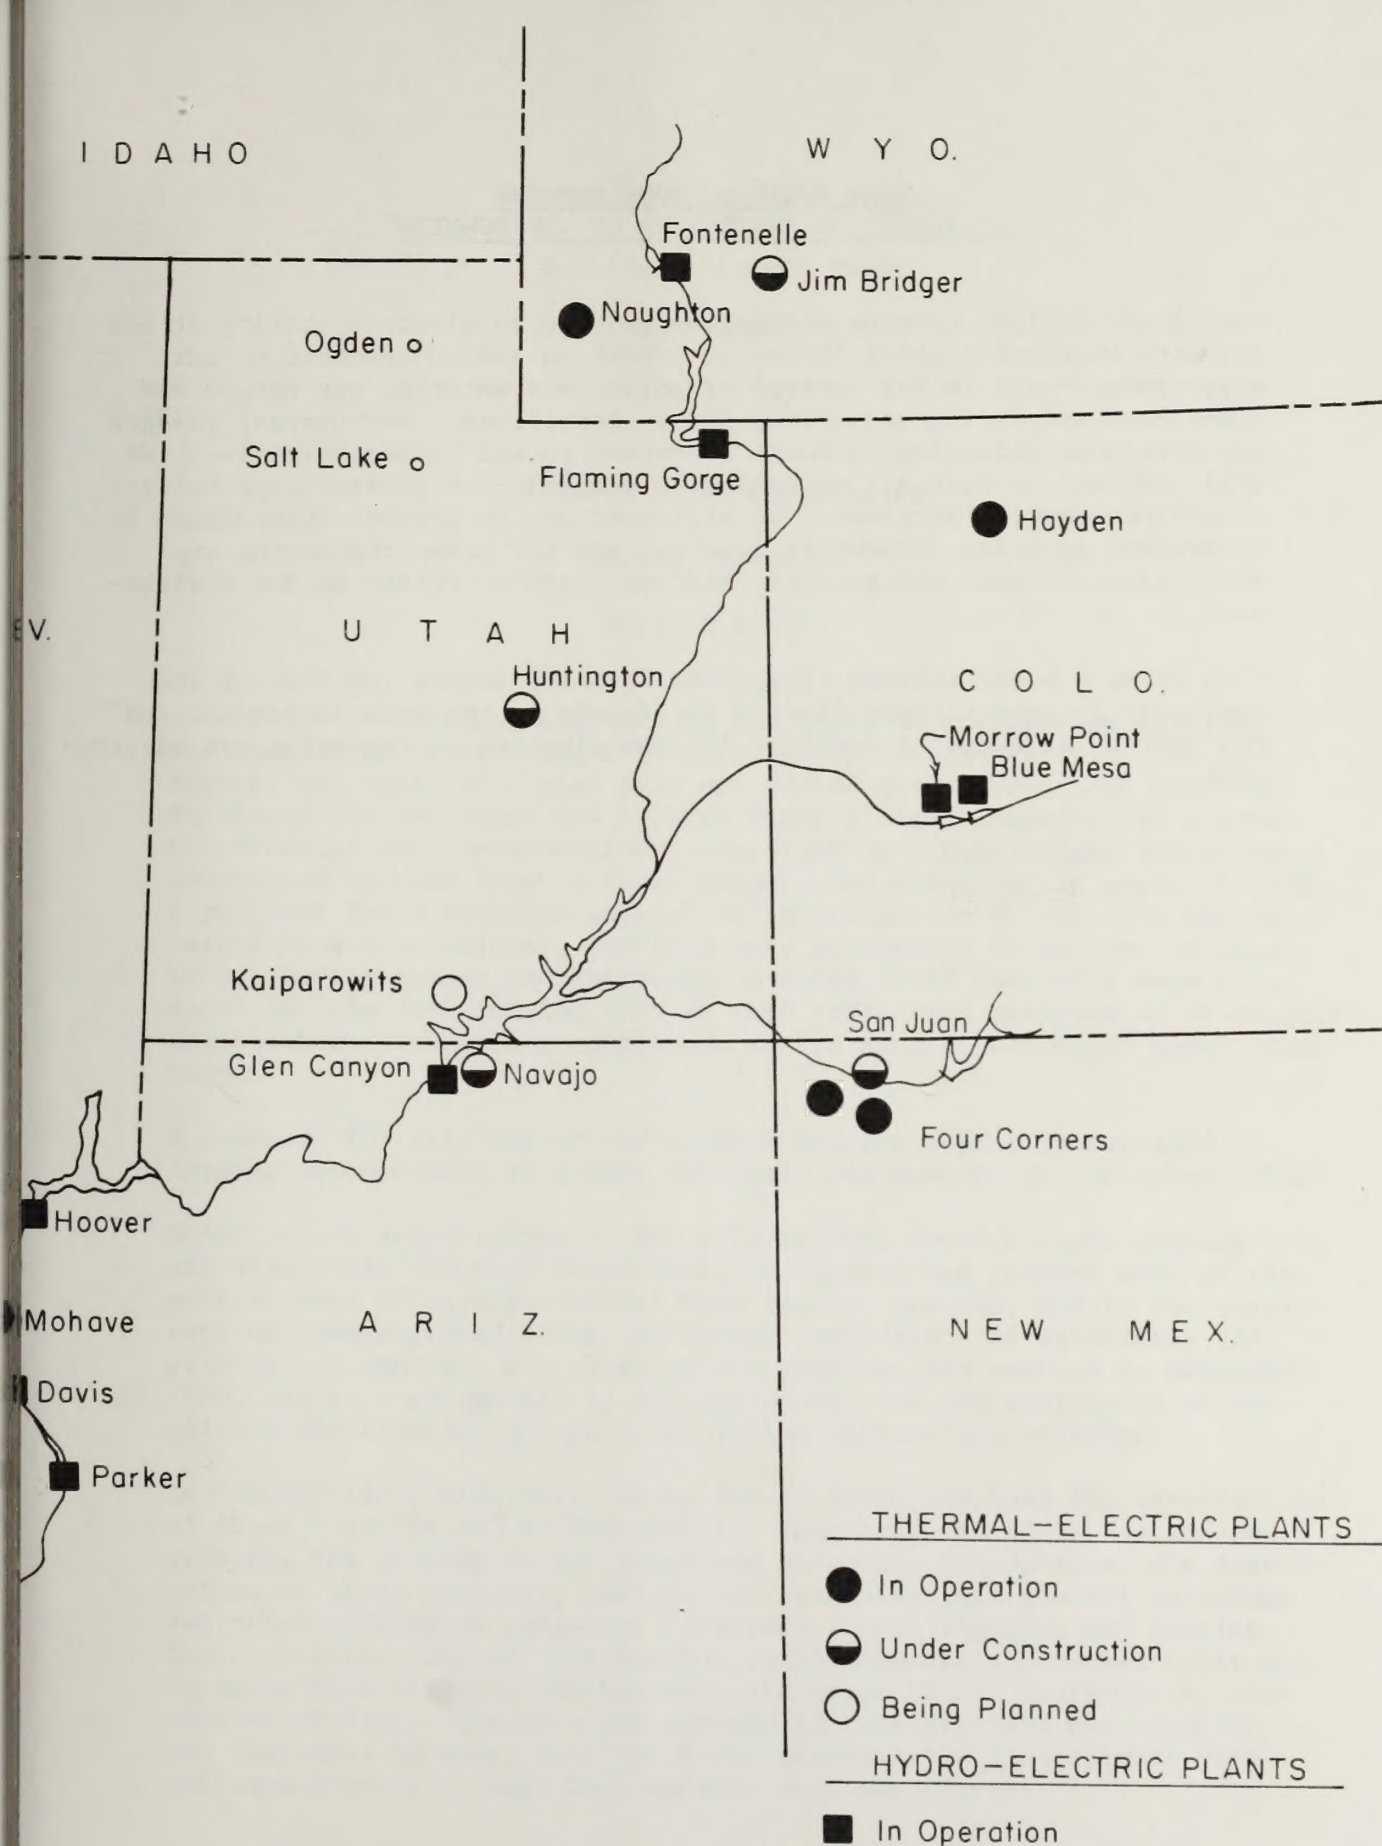 IDAHO
WYO.
Fontenelle
Jim Bridger
Naughton
Ogden
Salt Lake
Flaming Gorge
Hayden
EV.
UTAH
Huntington
COLO.
Morrow Point
Blue Mesa
Kaiparowits
San Juan
Glen Canyon
Navajo
Four Corners
Hoover
Mohave
ARIZ.
NEW MEX.
Davis
Parker
THERMAL-ELECTRIC PLANTS
In Operation
Under Construction
Being Planned
HYDRO-ELECTRIC PLANTS
In Operation